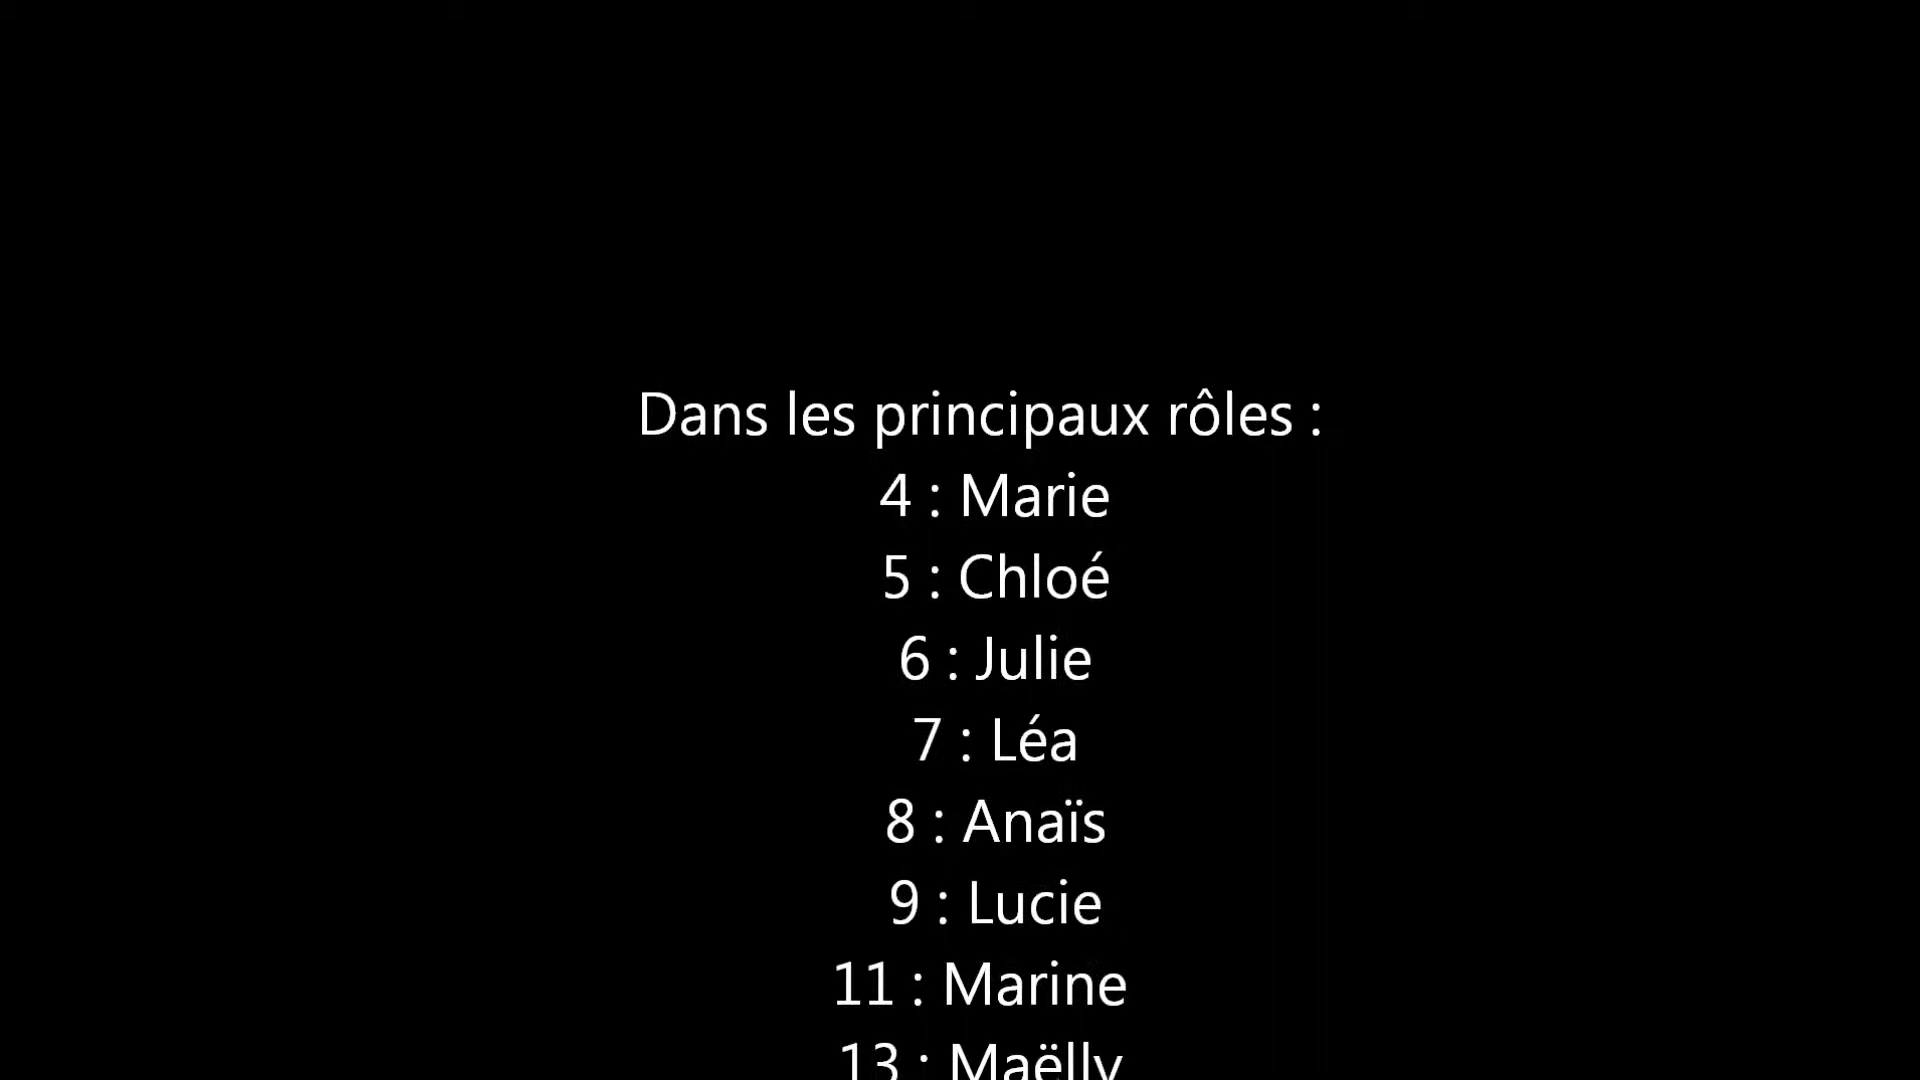 Dans les principaux rôles :
4 : Marie
5 : Chloé
6 : Julie
7 : Léa
8 : Anaïs
9 : Lucie
11 : Marine
13 : Maëlly